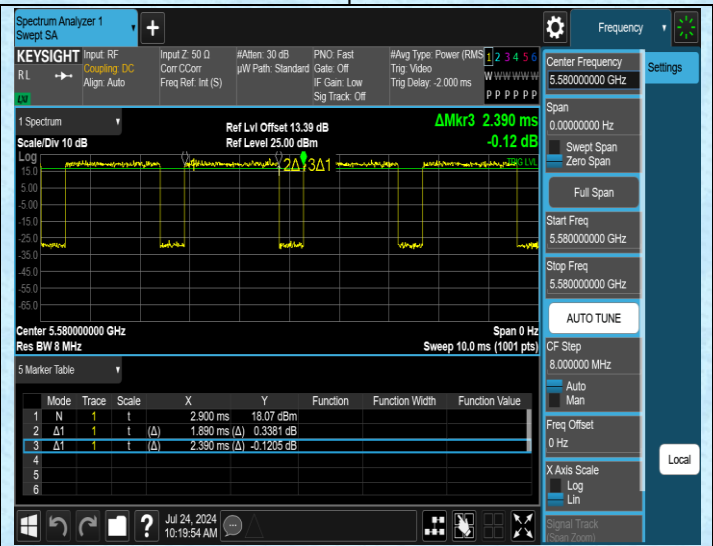 Spectrum Analyzer 1
Swept SA
+
Frequency
KEYSIGHT
RL
LXI
Input: RF
Coupling: DC
Align: Auto
Input Z: 50 Ω
Corr CCorr
Freq Ref: Int (S)
#Atten: 30 dB
µW Path: Standard
PNO: Fast
Gate: Off
IF Gain: Low
Sig Track: Off
#Avg Type: Power (RMS
Trig: Video
Trig Delay: -2.000 ms
1 2 3 4 5 6
W W W W W W
P P P P P P
Center Frequency
5.580000000 GHz
Settings
Span
0.00000000 Hz
Swept Span
Zero Span
Full Span
Start Freq
5.580000000 GHz
Stop Freq
5.580000000 GHz
AUTO TUNE
CF Step
8.000000 MHz
Auto
Man
Freq Offset
0 Hz
X Axis Scale
Log
Lin
Signal Track
(Span Zoom)
Local
1 Spectrum
Scale/Div 10 dB
Ref Lvl Offset 13.39 dB
Ref Level 25.00 dBm
ΔMkr3 2.390 ms
-0.12 dB
Log
2Δ1
3Δ1
TRIG LVL
15.0
5.00
-5.00
-15.0
-25.0
-35.0
-45.0
-55.0
-65.0
Center 5.580000000 GHz
Span 0 Hz
Res BW 8 MHz
Sweep 10.0 ms (1001 pts)
5 Marker Table
Mode Trace Scale X Y Function Function Width Function Value
1 N 1 t 2.900 ms 18.07 dBm
2 Δ1 1 t (Δ) 1.890 ms (Δ) 0.3381 dB
3 Δ1 1 t (Δ) 2.390 ms (Δ) -0.1205 dB
4
5
6
?
Jul 24, 2024
10:19:54 AM